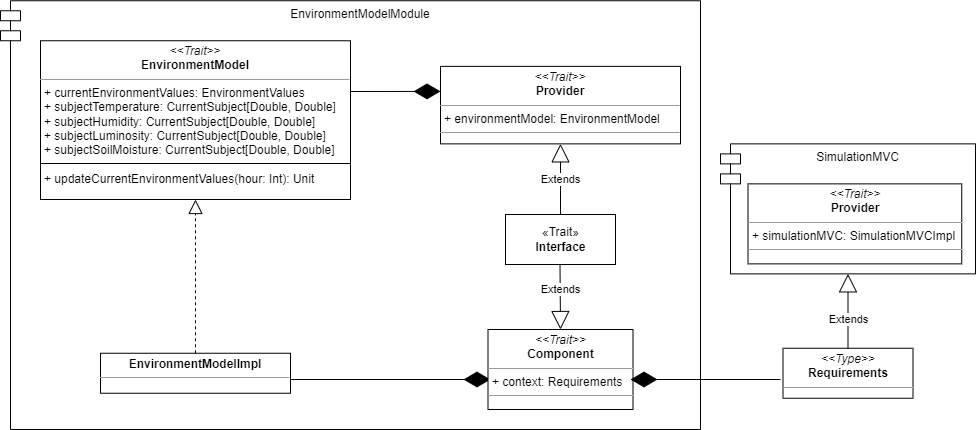 EnvironmentModelModule
<<Trait>>
EnvironmentModel
+ currentEnvironmentValues: EnvironmentValues
+ subjectTemperature: CurrentSubject[Double, Double]
+ subjectHumidity: CurrentSubject[Double, Double]
+ subjectLuminosity: CurrentSubject[Double, Double]
+ subjectSoilMoisture: CurrentSubject[Double, Double]
+ updateCurrentEnvironmentValues(hour: Int): Unit
<<Trait>>
Provider
+ environmentModel: EnvironmentModel
Extends
«Trait»
Interface
Extends
<<Trait>>
Component
+ context: Requirements
EnvironmentModelImpl
SimulationMVC
<<Trait>>
Provider
+ simulationMVC: SimulationMVCImpl
Extends
<<Type>>
Requirements